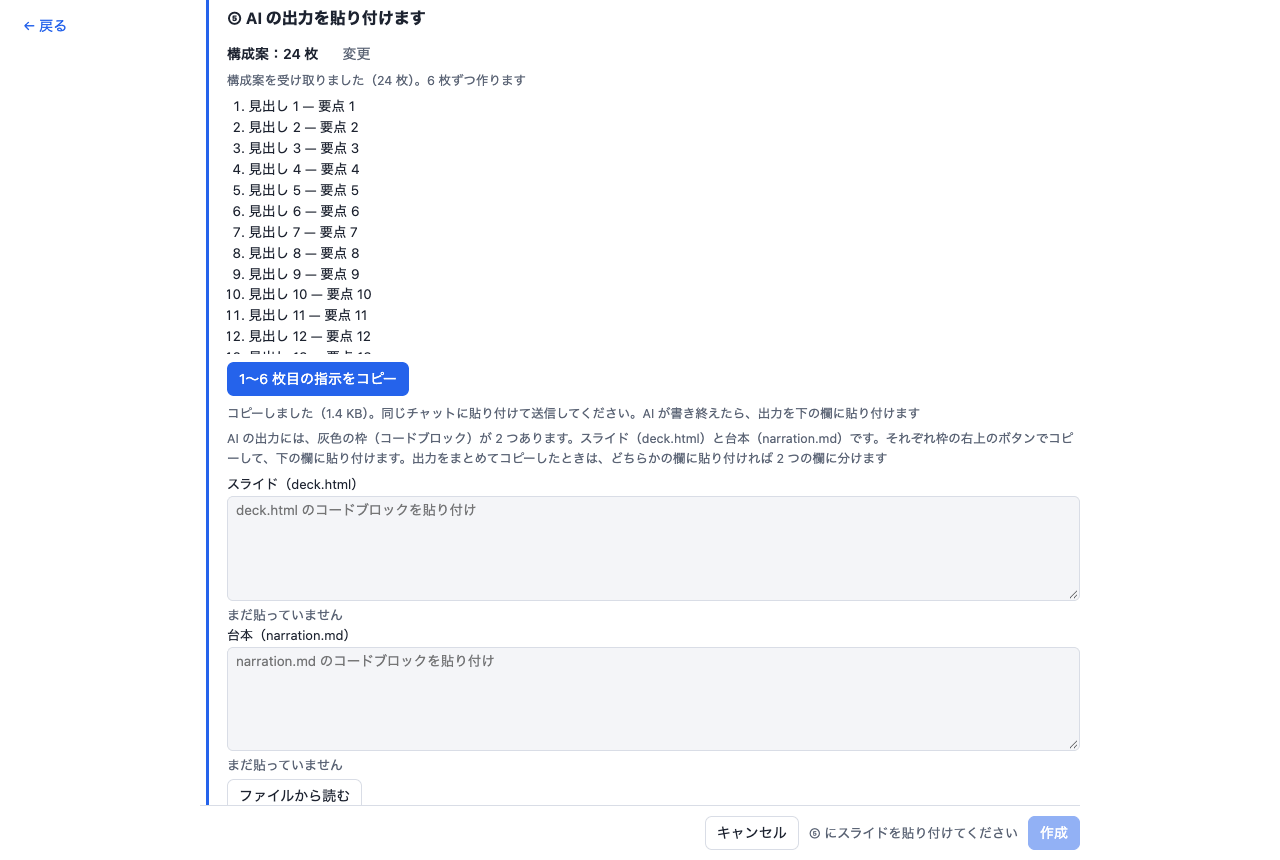 ← 戻る
⑤ AI の出力を貼り付けます
構成案：24 枚 変更
構成案を受け取りました（24 枚）。6 枚ずつ作ります
1. 見出し 1 — 要点 1
2. 見出し 2 — 要点 2
3. 見出し 3 — 要点 3
4. 見出し 4 — 要点 4
5. 見出し 5 — 要点 5
6. 見出し 6 — 要点 6
7. 見出し 7 — 要点 7
8. 見出し 8 — 要点 8
9. 見出し 9 — 要点 9
10. 見出し 10 — 要点 10
11. 見出し 11 — 要点 11
12. 見出し 12 — 要点 12
1〜6 枚目の指示をコピー
コピーしました（1.4 KB）。同じチャットに貼り付けて送信してください。AI が書き終えたら、出力を下の欄に貼り付けます
AI の出力には、灰色の枠（コードブロック）が 2 つあります。スライド（deck.html）と台本（narration.md）です。それぞれ枠の右上のボタンでコピ
ーして、下の欄に貼り付けます。出力をまとめてコピーしたときは、どちらかの欄に貼り付ければ 2 つの欄に分けます
スライド（deck.html）
deck.html のコードブロックを貼り付け
まだ貼っていません
台本（narration.md）
narration.md のコードブロックを貼り付け
まだ貼っていません
ファイルから読む
キャンセル ⑤ にスライドを貼り付けてください 作成